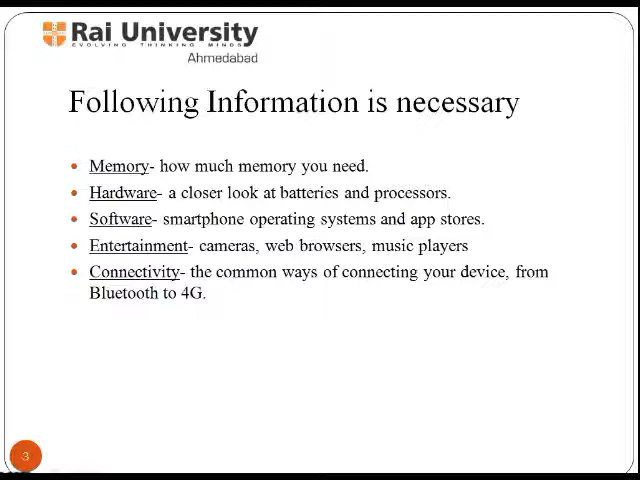 Rai University
EVOLVING THINKING MINDS
Ahmedabad
Following Information is necessary
Memory- how much memory you need.
Hardware- a closer look at batteries and processors.
Software- smartphone operating systems and app stores.
Entertainment- cameras, web browsers, music players
Connectivity- the common ways of connecting your device, from
Bluetooth to 4G.
3